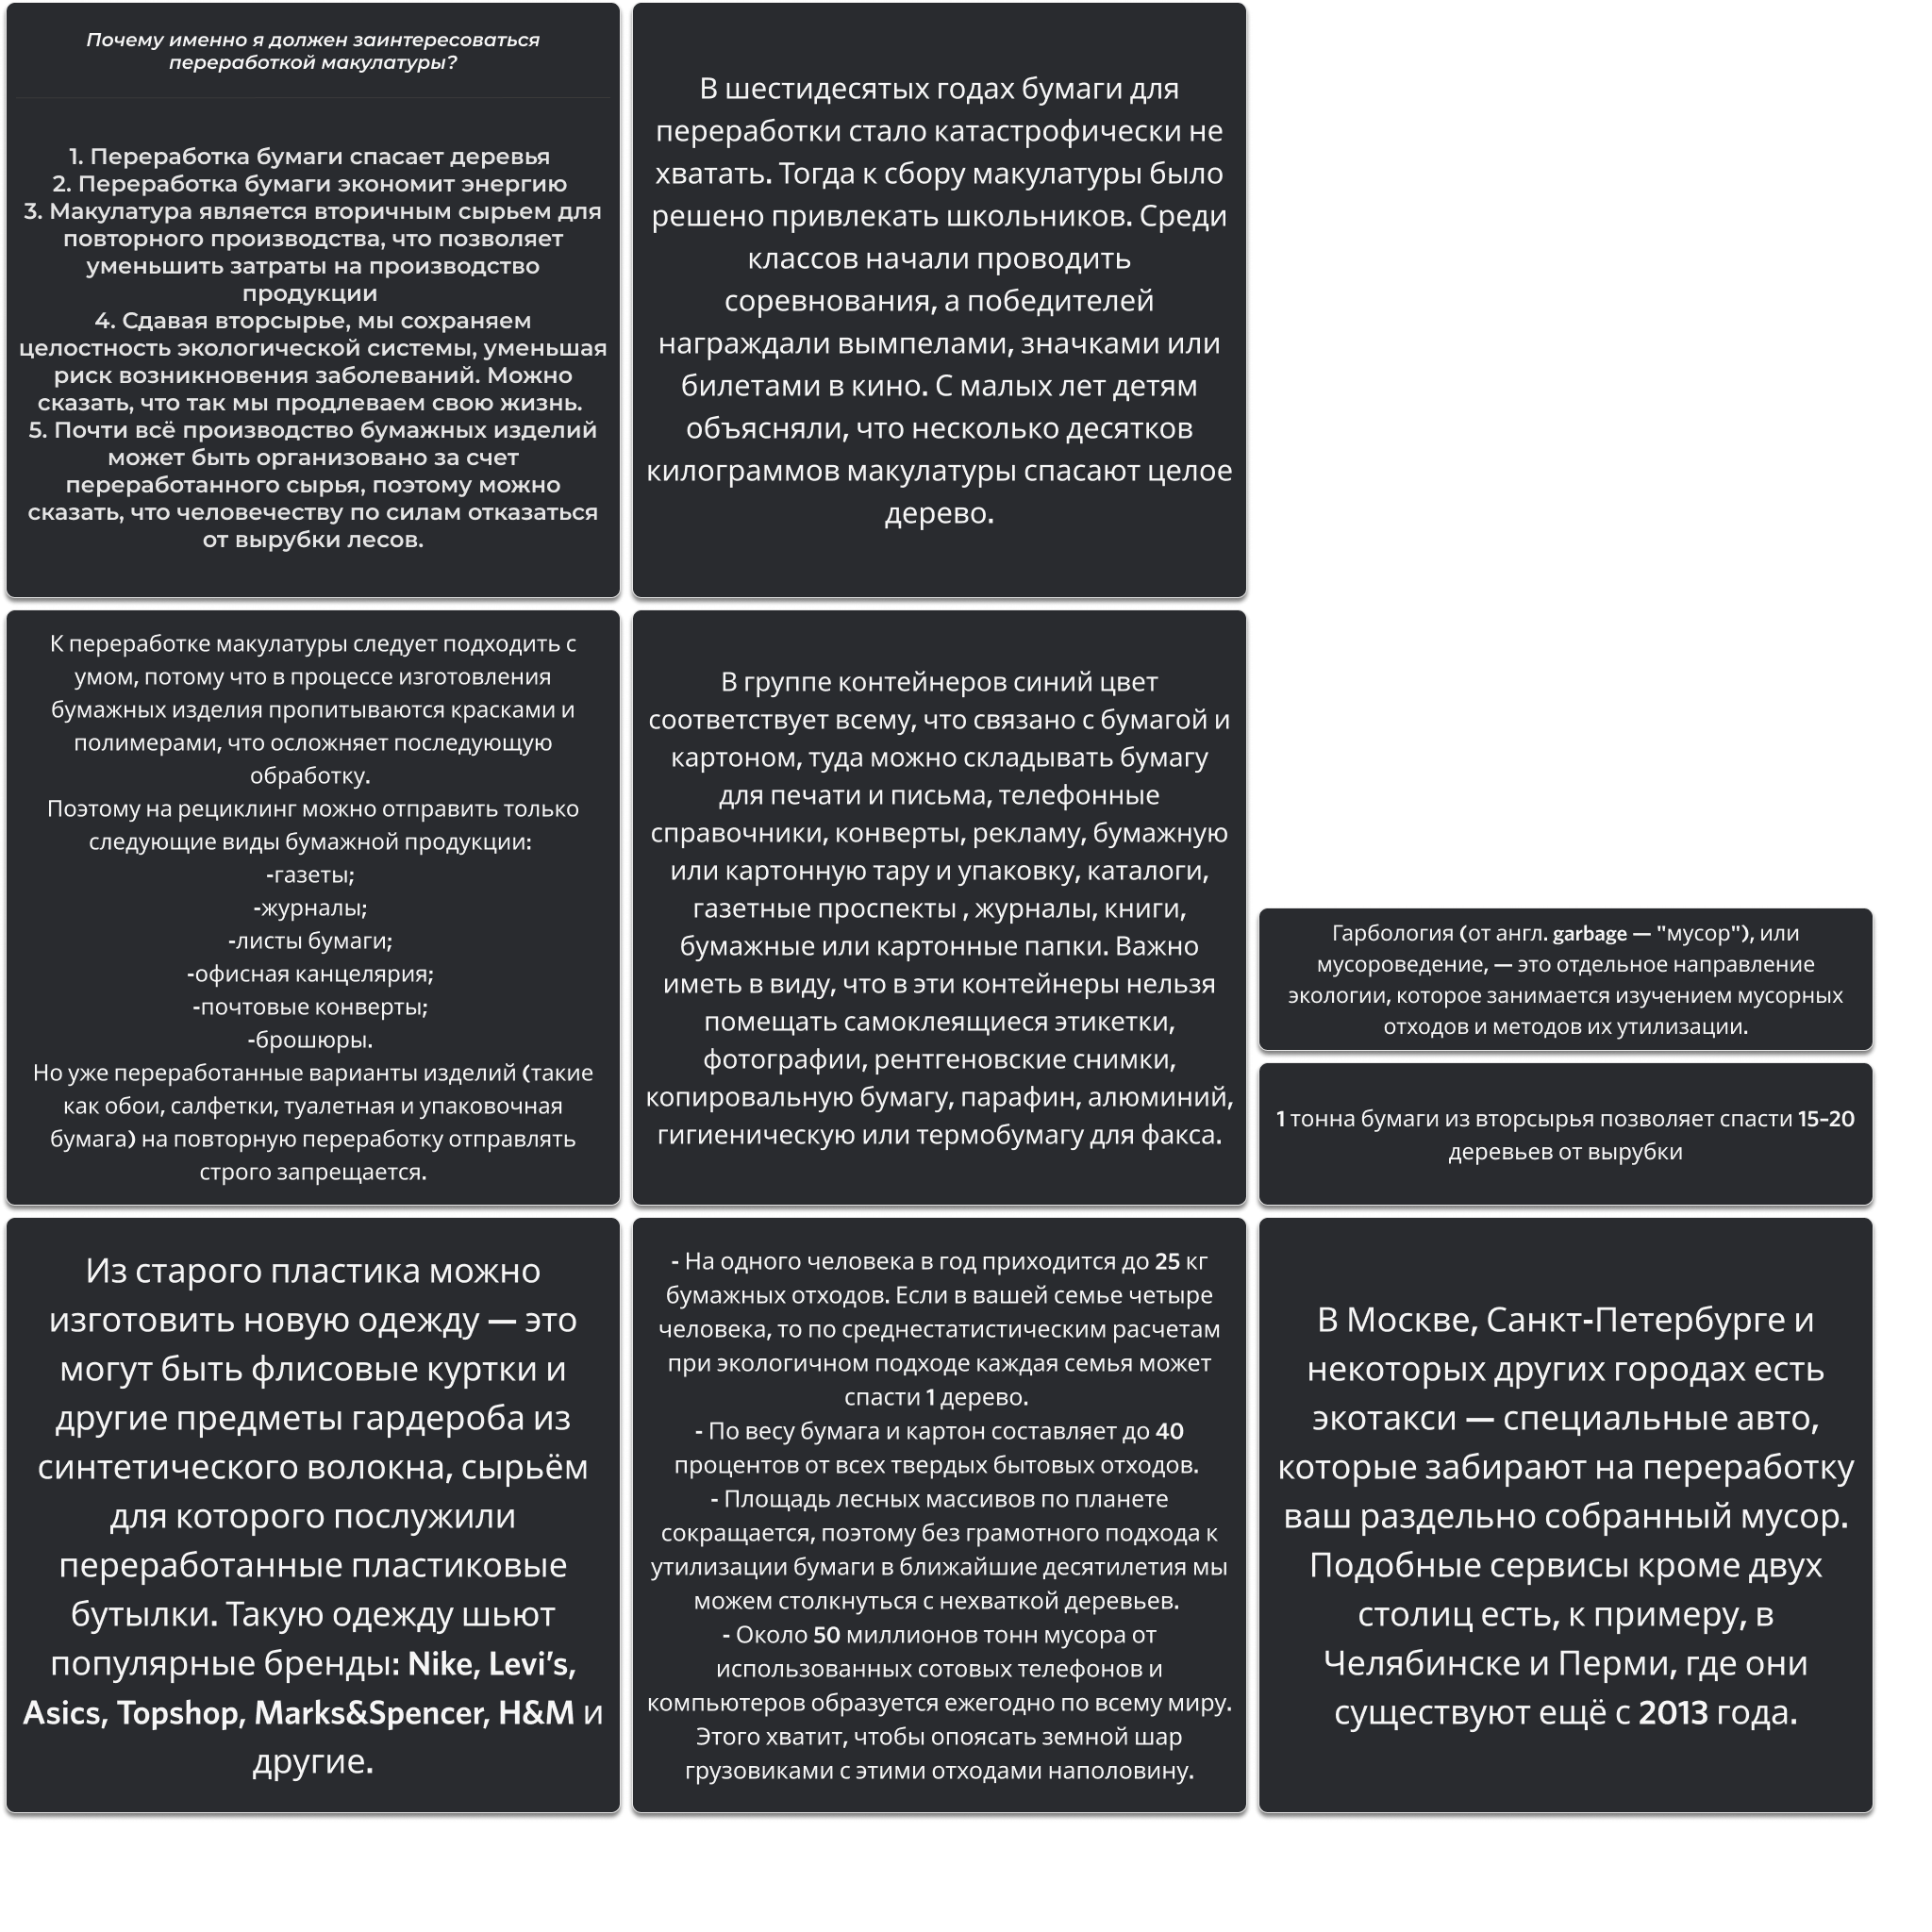 Почему именно я должен заинтересоваться
переработкой макулатуры?
1. Переработка бумаги спасает деревья
2. Переработка бумаги экономит энергию
3. Макулатура является вторичным сырьем для
повторного производства, что позволяет
уменьшить затраты на производство
продукции
4. Сдавая вторсырье, мы сохраняем
целостность экологической системы, уменьшая
риск возникновения заболеваний. Можно
сказать, что так мы продлеваем свою жизнь.
5. Почти всё производство бумажных изделий
может быть организовано за счет
переработанного сырья, поэтому можно
сказать, что человечеству по силам отказаться
от вырубки лесов.
В шестидесятых годах бумаги для
переработки стало катастрофически не
хватать. Тогда к сбору макулатуры было
решено привлекать школьников. Среди
классов начали проводить
соревнования, а победителей
награждали вымпелами, значками или
билетами в кино. С малых лет детям
объясняли, что несколько десятков
килограммов макулатуры спасают целое
дерево.
К переработке макулатуры следует подходить с
умом, потому что в процессе изготовления
бумажных изделия пропитываются красками и
полимерами, что осложняет последующую
обработку.
Поэтому на рециклинг можно отправить только
следующие виды бумажной продукции:
-газеты;
-журналы;
-листы бумаги;
-офисная канцелярия;
-почтовые конверты;
-брошюры.
Но уже переработанные варианты изделий (такие
как обои, салфетки, туалетная и упаковочная
бумага) на повторную переработку отправлять
строго запрещается.
В группе контейнеров синий цвет
соответствует всему, что связано с бумагой и
картоном, туда можно складывать бумагу
для печати и письма, телефонные
справочники, конверты, рекламу, бумажную
или картонную тару и упаковку, каталоги,
газетные проспекты , журналы, книги,
бумажные или картонные папки. Важно
иметь в виду, что в эти контейнеры нельзя
помещать самоклеящиеся этикетки,
фотографии, рентгеновские снимки,
копировальную бумагу, парафин, алюминий,
гигиеническую или термобумагу для факса.
Гарбология (от англ. garbage — "мусор"), или
мусороведение, — это отдельное направление
экологии, которое занимается изучением мусорных
отходов и методов их утилизации.
1 тонна бумаги из вторсырья позволяет спасти 15-20
деревьев от вырубки
Из старого пластика можно
изготовить новую одежду — это
могут быть флисовые куртки и
другие предметы гардероба из
синтетического волокна, сырьём
для которого послужили
переработанные пластиковые
бутылки. Такую одежду шьют
популярные бренды: Nike, Levi's,
Asics, Topshop, Marks&Spencer, H&M и
другие.
- На одного человека в год приходится до 25 кг
бумажных отходов. Если в вашей семье четыре
человека, то по среднестатистическим расчетам
при экологичном подходе каждая семья может
спасти 1 дерево.
- По весу бумага и картон составляет до 40
процентов от всех твердых бытовых отходов.
- Площадь лесных массивов по планете
сокращается, поэтому без грамотного подхода к
утилизации бумаги в ближайшие десятилетия мы
можем столкнуться с нехваткой деревьев.
- Около 50 миллионов тонн мусора от
использованных сотовых телефонов и
компьютеров образуется ежегодно по всему миру.
Этого хватит, чтобы опоясать земной шар
грузовиками с этими отходами наполовину.
В Москве, Санкт-Петербурге и
некоторых других городах есть
экотакси — специальные авто,
которые забирают на переработку
ваш раздельно собранный мусор.
Подобные сервисы кроме двух
столиц есть, к примеру, в
Челябинске и Перми, где они
существуют ещё с 2013 года.